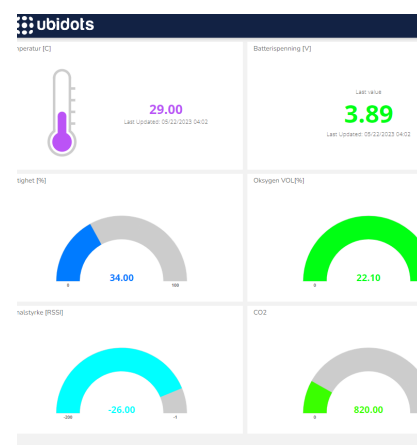 ubidots
nperatur [C]
29.00
Last Updated: 05/22/2023 04:02
Batterispenning [V]
Last value
3.89
Last Updated: 05/22/2023 04:02
tighet [%]
34.00
0
100
Oksygen VOL[%]
22.10
0
nalstyrke [RSSI]
-26.00
-200
-1
CO2
820.00
0